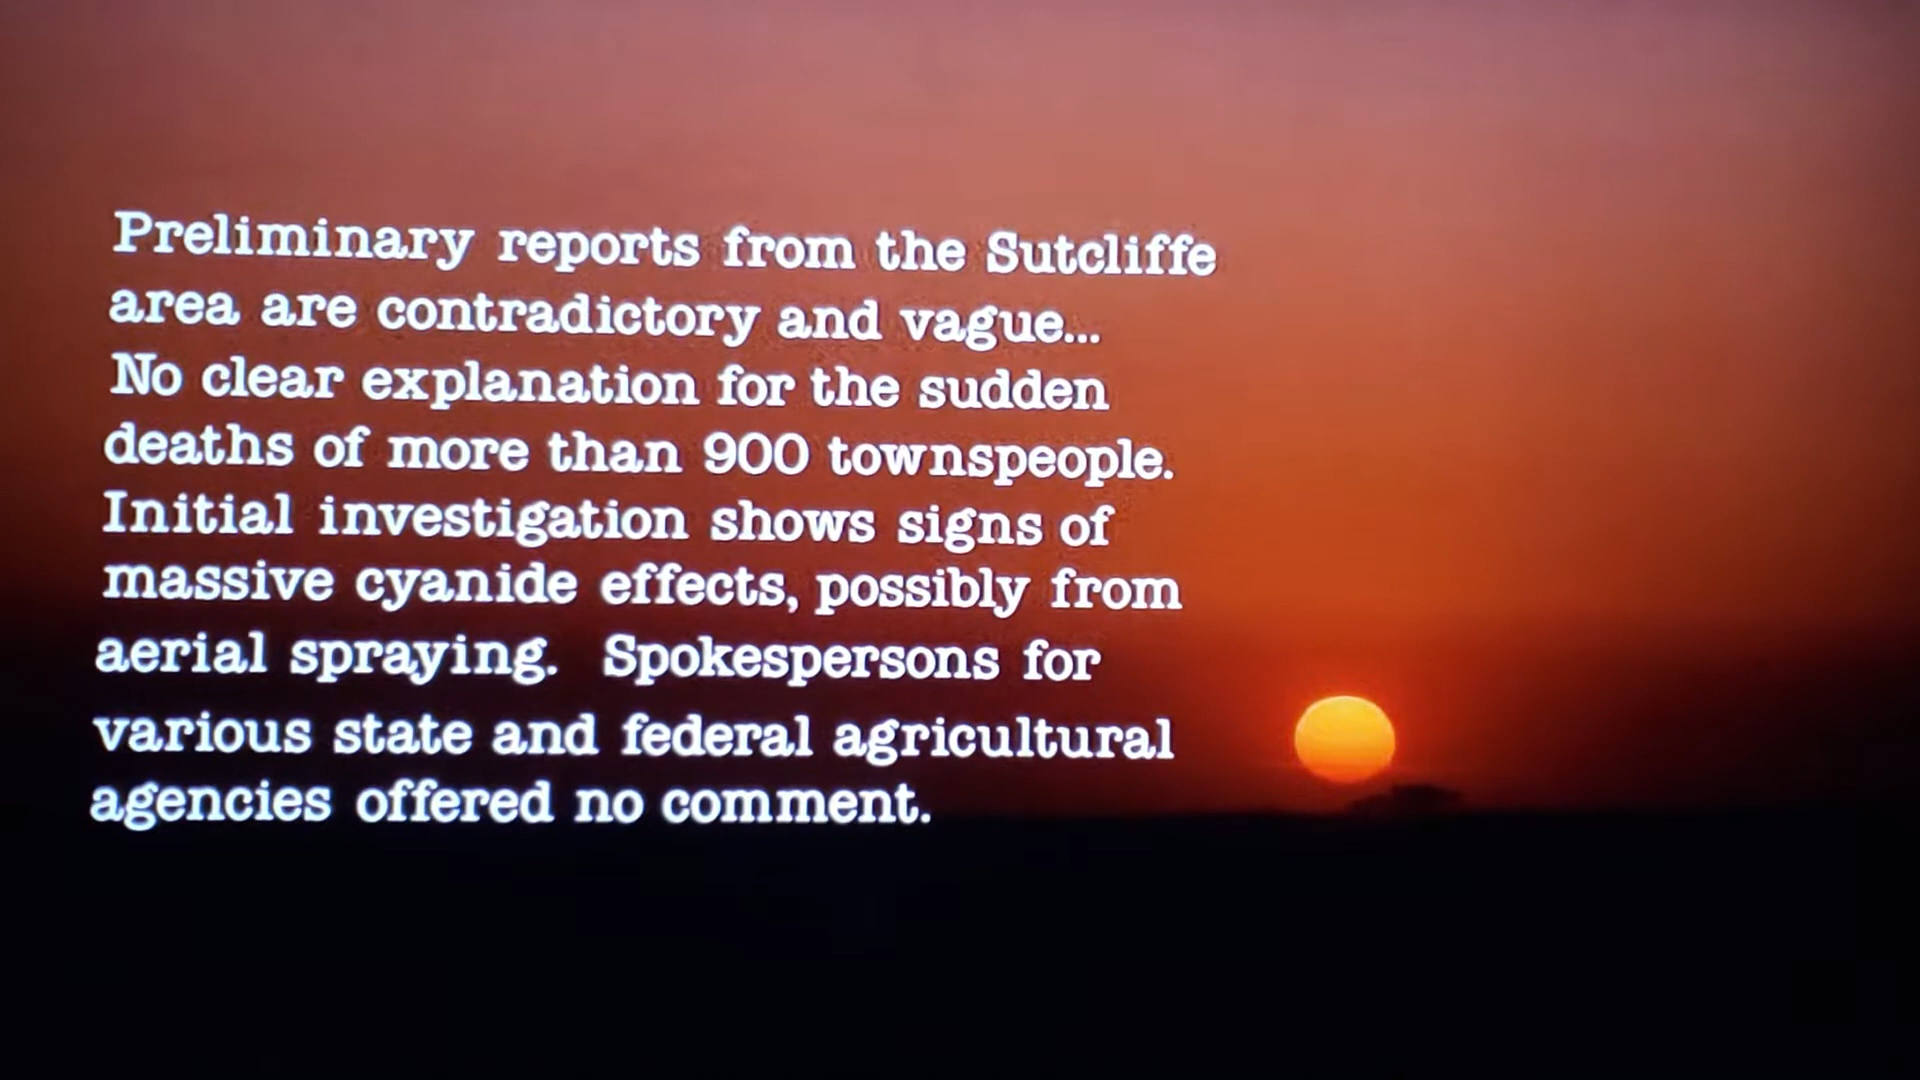 Preliminary reports from the Sutcliffe
area are contradictory and vague...
No clear explanation for the sudden
deaths of more than 900 townspeople.
Initial investigation shows signs of
massive cyanide effects, possibly from
aerial spraying. Spokespersons for
various state and federal agricultural
agencies offered no comment.